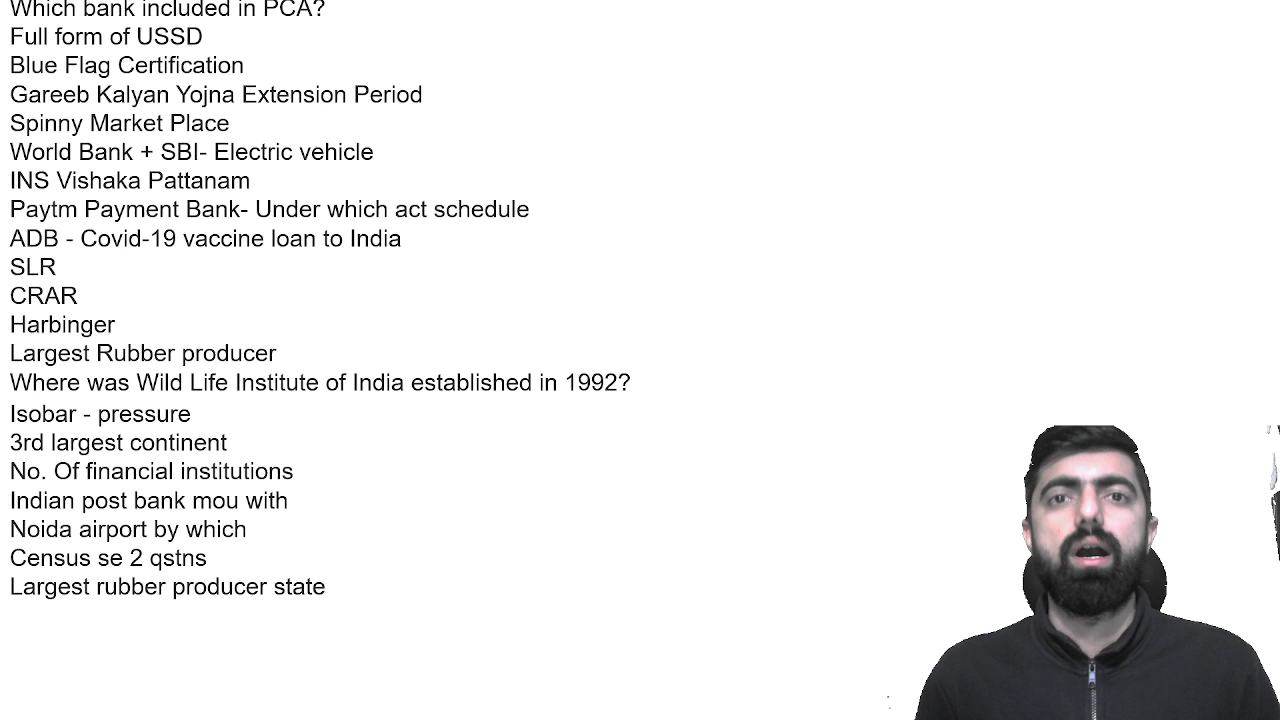 Which bank included in PCA?
Full form of USSD
Blue Flag Certification
Gareeb Kalyan Yojna Extension Period
Spinny Market Place
World Bank + SBI- Electric vehicle
INS Vishaka Pattanam
Paytm Payment Bank- Under which act schedule
ADB - Covid-19 vaccine loan to India
SLR
CRAR
Harbinger
Largest Rubber producer
Where was Wild Life Institute of India established in 1992?
Isobar - pressure
3rd largest continent
No. Of financial institutions
Indian post bank mou with
Noida airport by which
Census se 2 qstns
Largest rubber producer state